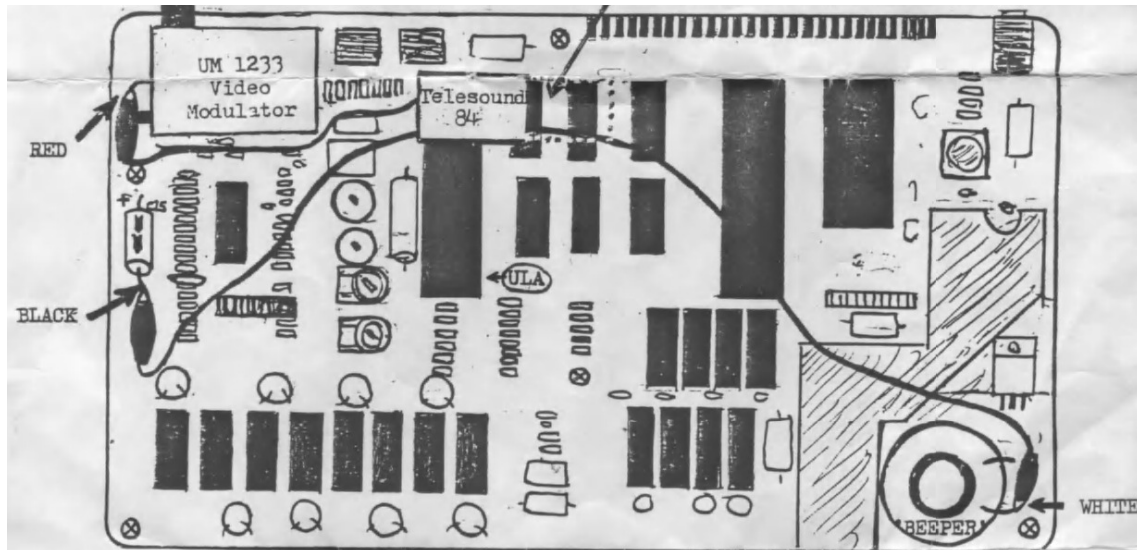 UM 1233
Video
Modulator
Telesound
84
RED
ULA
BLACK
WHITE
BEEPER